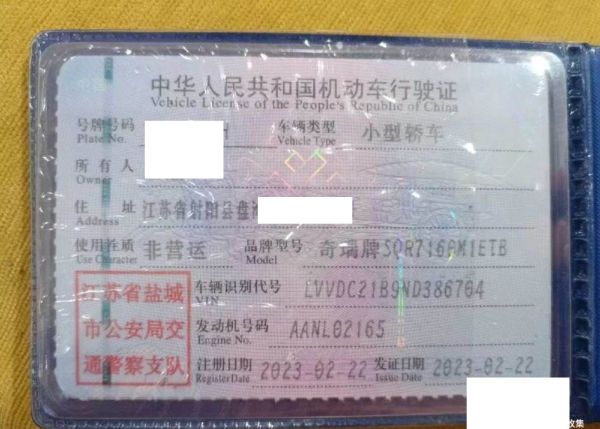 中华人民共和国机动车行驶证
Vehicle License of the People's Republic of China
号牌号码 车辆类型 小型轿车
Plate No. Vehicle Type
所有人
Owner
住址 江苏省射阳县盘
Address
使用性质 非营运 品牌型号 奇瑞牌SQR7160M1ETB
Use Character Model
江苏省盐城
市公安局交
通警察支队
车辆识别代号 LVVDC21B9ND386764
VIN
发动机号码 AANL02165
Engine No.
注册日期 2023-02-22 发证日期 2023-02-22
Register Date Issue Date
收集